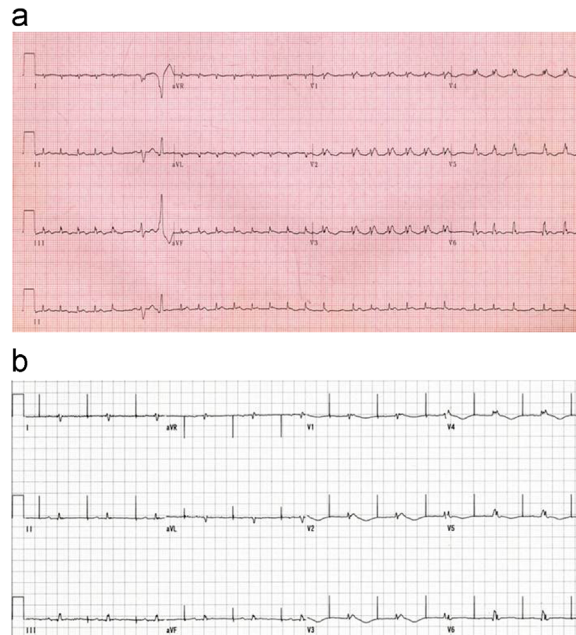 a
I aVR V1 V4
II aVL V2 V5
III aVF V3 V6
II
b
I aVR V1 V4
II aVL V2 V5
III aVF V3 V6